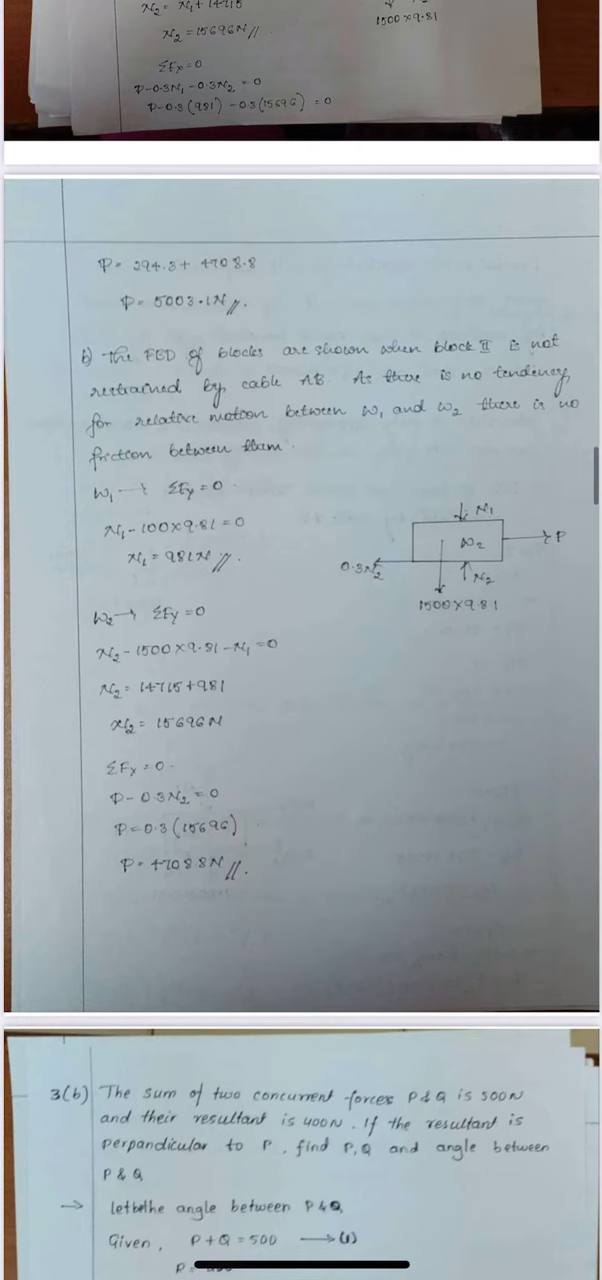 N₂ = N₁ + 14715
N₂ = 15696N //
1500 × 9.81
ΣFx = 0
P - 0.3N₁ - 0.3N₂ = 0
P - 0.3 (981) - 0.3 (15696) = 0
P = 294.3 + 4708.8
P = 5003.1N //.
b) The FBD of blocks are shown when block II is not
restrained by cable AB. As there is no tendency
for relative motion between W₁ and W₂ there is no
friction between them.
W₁ → ΣFy = 0
N₁ - 100 × 9.81 = 0
N₁ = 981N //.
N₁
W₂
P
0.3N₂
N₂
1500 × 9.81
W₂ → ΣFy = 0
N₂ - 1500 × 9.81 - N₁ = 0
N₂ = 14715 + 981
N₂ = 15696 N
ΣFx = 0
P - 0.3N₂ = 0
P = 0.3 (15696)
P = 4708.8N //.
3(b) The sum of two concurrent forces P & Q is 500N
and their resultant is 400N. If the resultant is
perpandicular to P, find P, Q and angle between
P & Q
→ let be the angle between P & Q
Given, P + Q = 500 → (1)